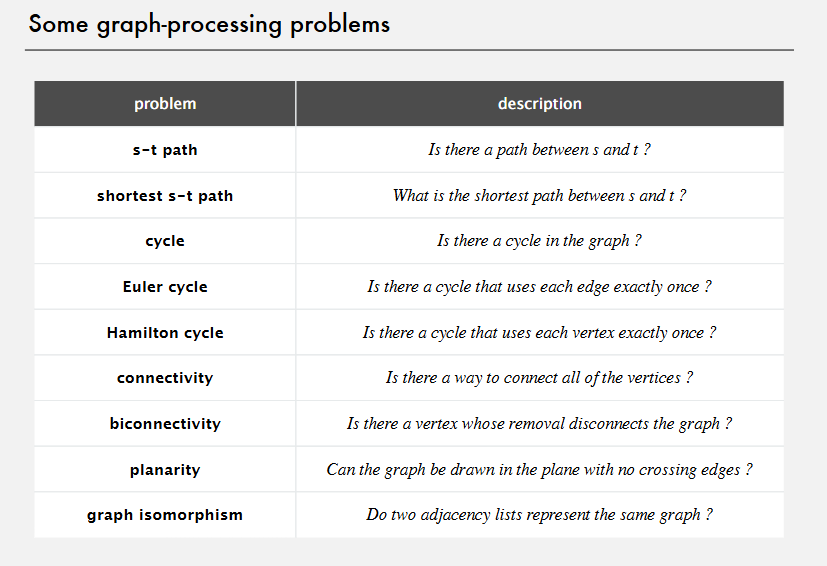 Some graph-processing problems
problem description
s-t path Is there a path between s and t ?
shortest s-t path What is the shortest path between s and t ?
cycle Is there a cycle in the graph ?
Euler cycle Is there a cycle that uses each edge exactly once ?
Hamilton cycle Is there a cycle that uses each vertex exactly once ?
connectivity Is there a way to connect all of the vertices ?
biconnectivity Is there a vertex whose removal disconnects the graph ?
planarity Can the graph be drawn in the plane with no crossing edges ?
graph isomorphism Do two adjacency lists represent the same graph ?